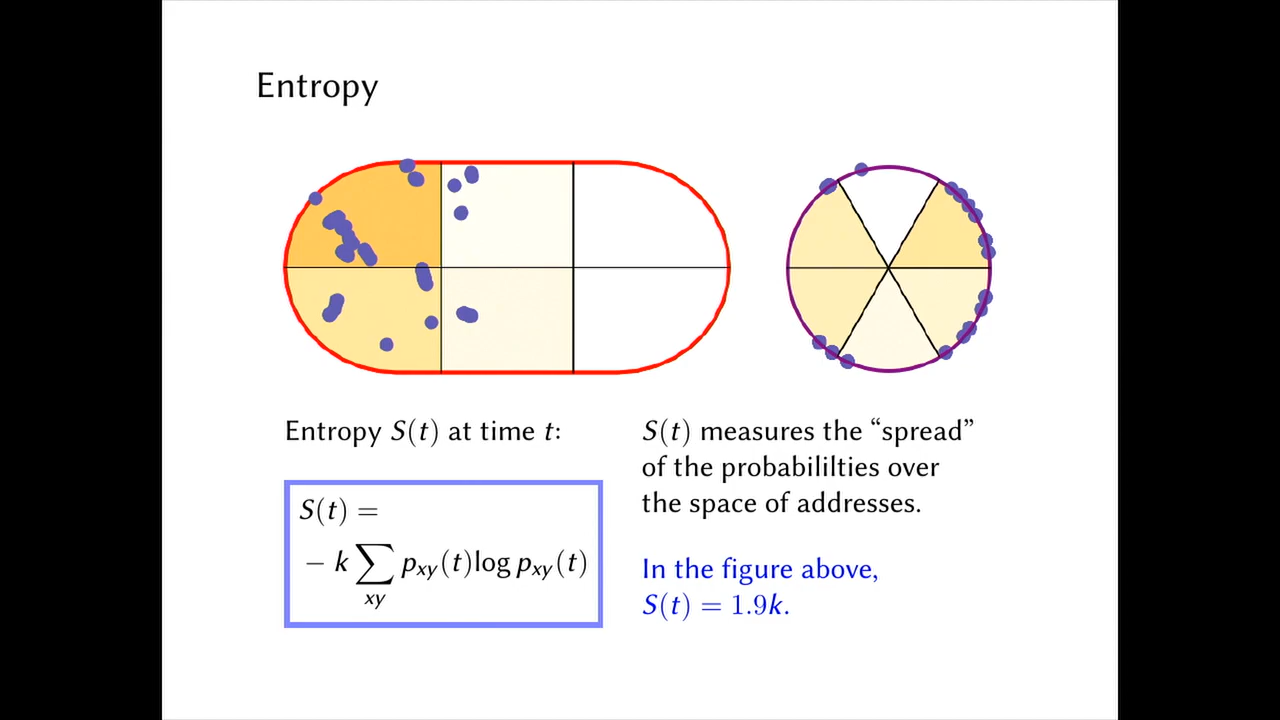 Entropy
Entropy S(t) at time t:
S(t) =
− k ∑ p_xy(t) log p_xy(t)
xy
S(t) measures the “spread”
of the probabililties over
the space of addresses.
In the figure above,
S(t) = 1.9k.